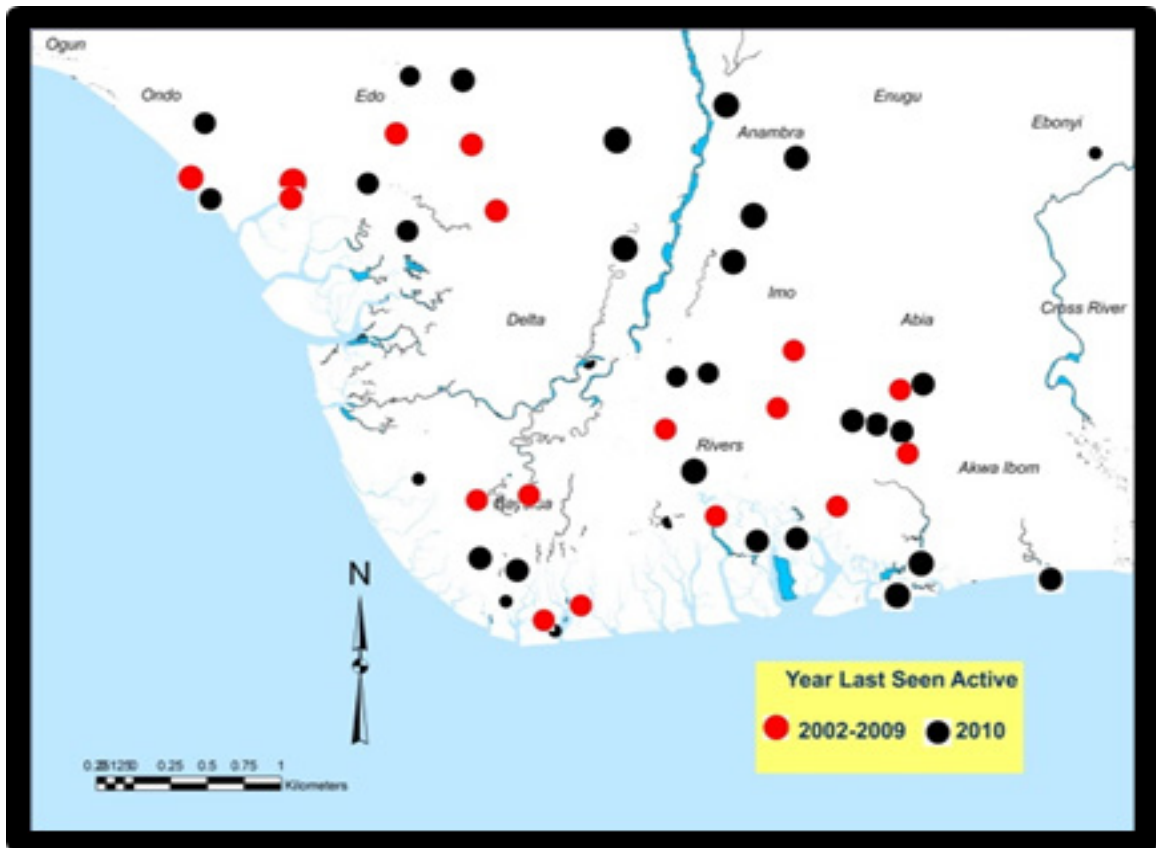 Ogun
Ondo
Edo
Enugu
Anambra
Ebonyi
Imo
Delta
Abia
Cross River
Rivers
Akwa Ibom
N
Year Last Seen Active
2002-2009
2010
0.25 0.5 0.75 1
Kilometers